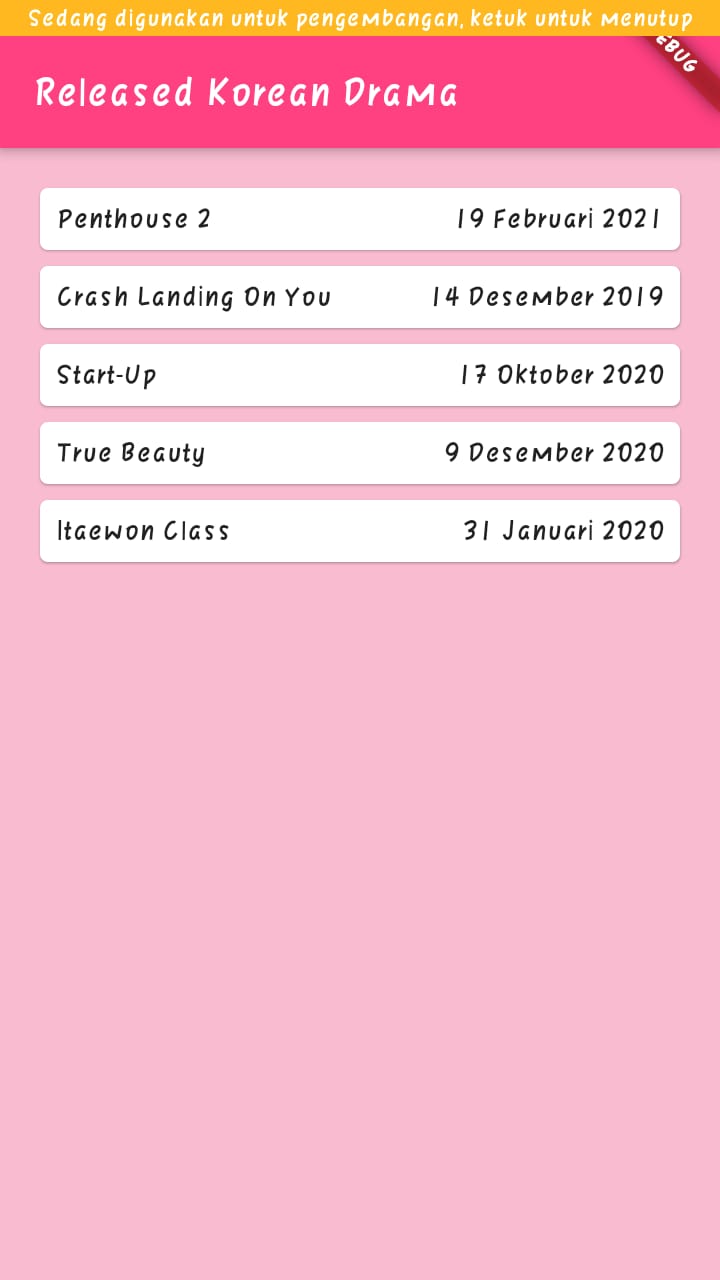 Sedang digunakan untuk pengembangan, ketuk untuk menutup
EBUG
Released Korean Drama
Penthouse 2 19 Februari 2021
Crash Landing On You 14 Desember 2019
Start-Up 17 Oktober 2020
True Beauty 9 Desember 2020
Itaewon Class 31 Januari 2020